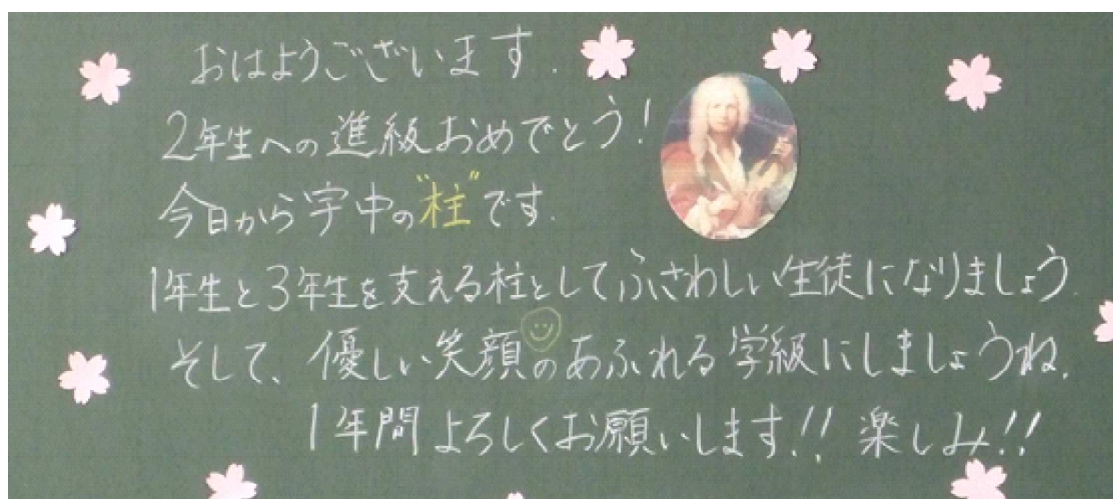 おはようございます.
2年生への進級おめでとう!
今日から宇中の"柱"です.
1年生と3年生を支える柱としてふさわしい生徒になりましょう.
そして、優しい笑顔のあふれる学級にしましょうね.
1年間よろしくお願いします!! 楽しみ!!